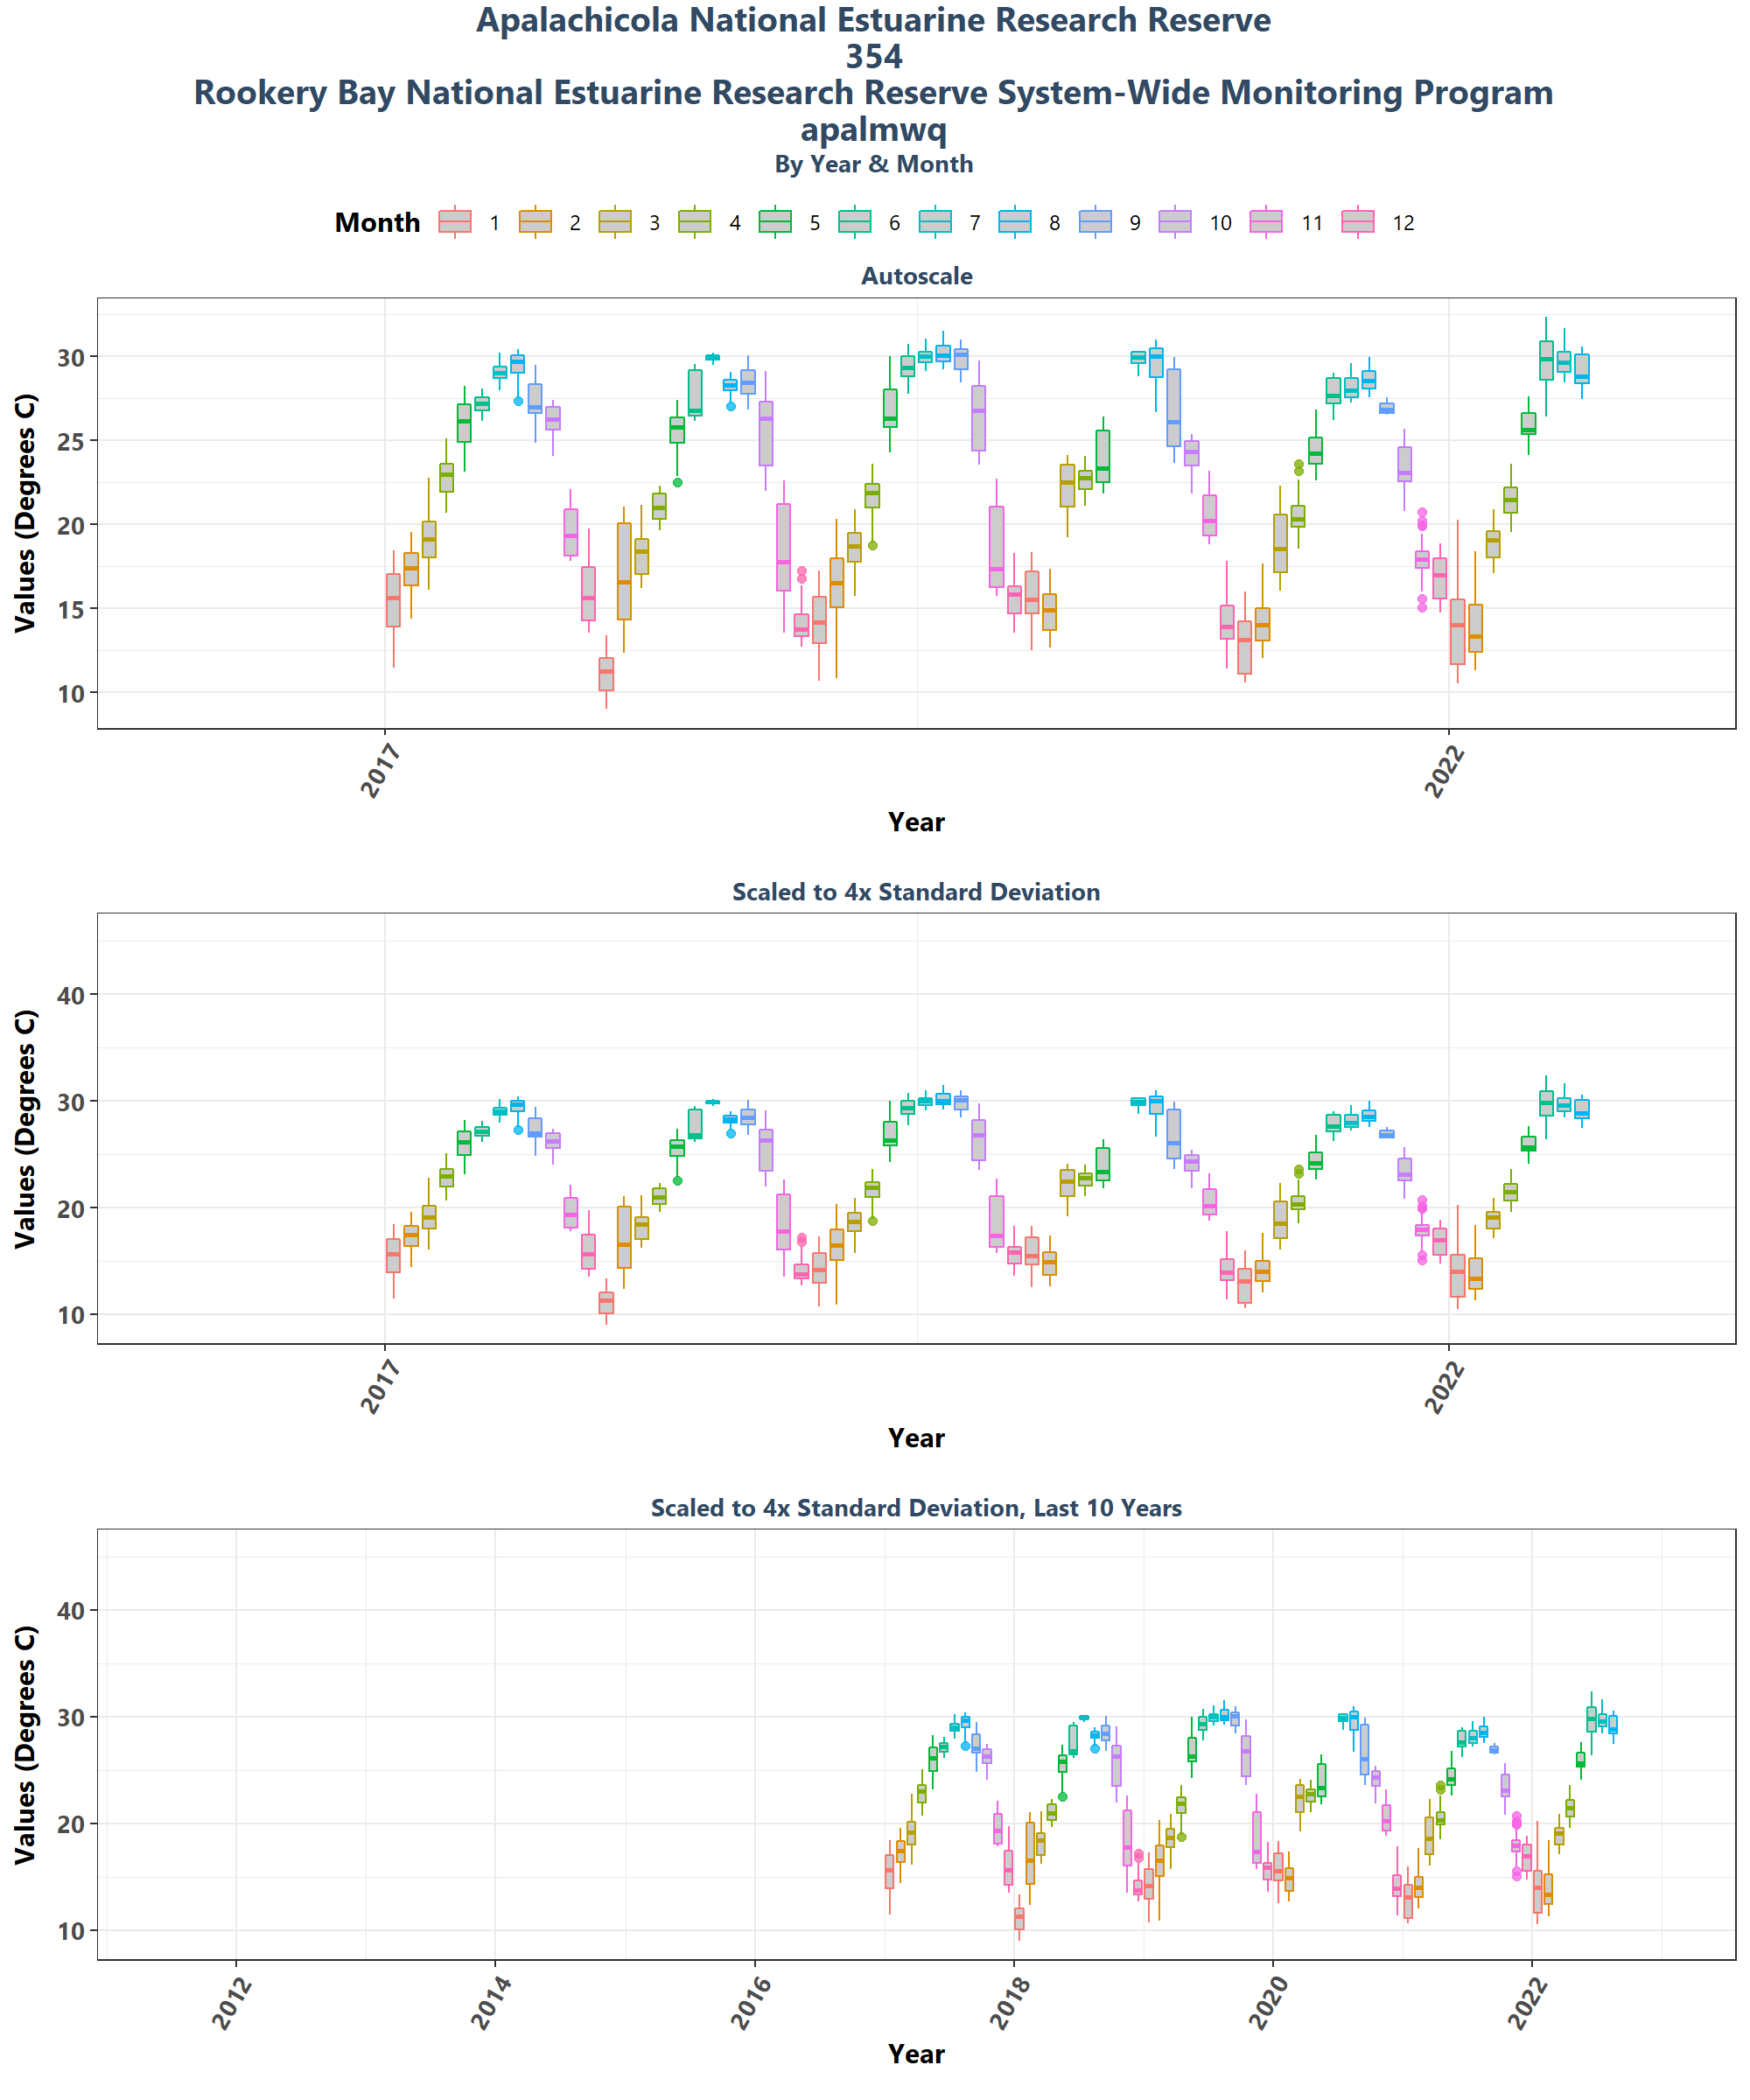 Apalachicola National Estuarine Research Reserve
354
Rookery Bay National Estuarine Research Reserve System-Wide Monitoring Program
apalmwq
By Year & Month
Month 1 2 3 4 5 6 7 8 9 10 11 12
Autoscale
Values (Degrees C)
30
25
20
15
10
2017 2022
Year
Scaled to 4x Standard Deviation
Values (Degrees C)
40
30
20
10
2017 2022
Year
Scaled to 4x Standard Deviation, Last 10 Years
Values (Degrees C)
40
30
20
10
2012 2014 2016 2018 2020 2022
Year